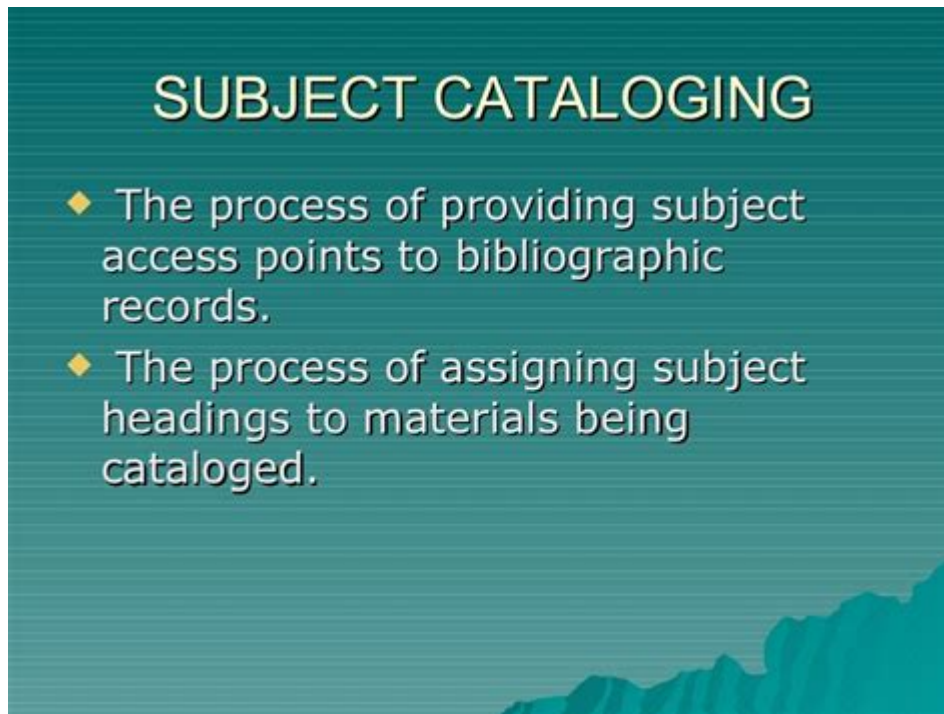 SUBJECT CATALOGING
The process of providing subject
access points to bibliographic
records.
The process of assigning subject
headings to materials being
cataloged.